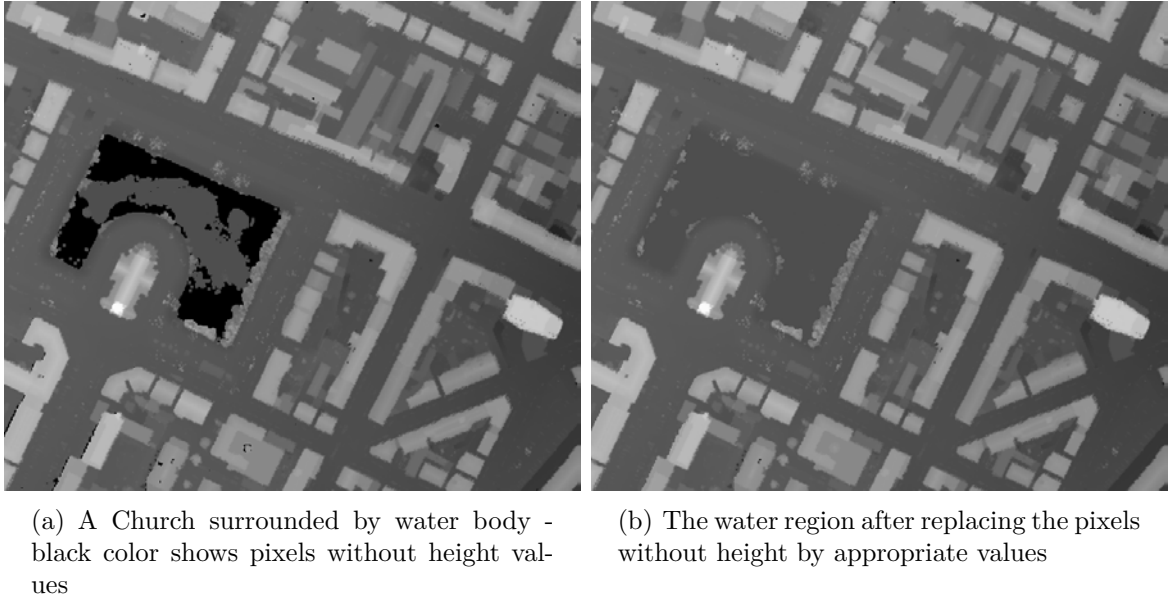 (a) A Church surrounded by water body -
black color shows pixels without height val-
ues
(b) The water region after replacing the pixels
without height by appropriate values